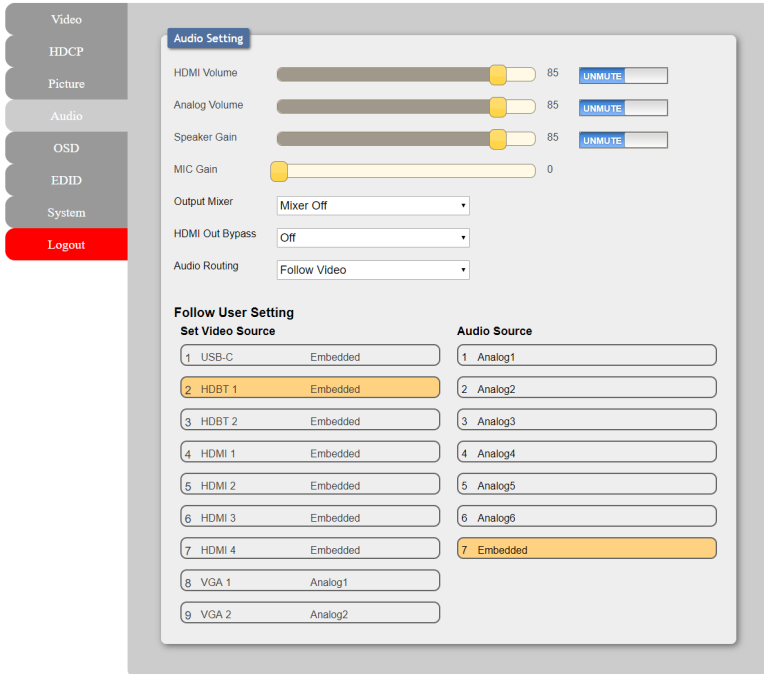 Video
HDCP
Picture
Audio
OSD
EDID
System
Logout
Audio Setting
HDMI Volume 85 UNMUTE
Analog Volume 85 UNMUTE
Speaker Gain 85 UNMUTE
MIC Gain 0
Output Mixer Mixer Off
HDMI Out Bypass Off
Audio Routing Follow Video
Follow User Setting
Set Video Source Audio Source
1 USB-C Embedded 1 Analog1
2 HDBT 1 Embedded 2 Analog2
3 HDBT 2 Embedded 3 Analog3
4 HDMI 1 Embedded 4 Analog4
5 HDMI 2 Embedded 5 Analog5
6 HDMI 3 Embedded 6 Analog6
7 HDMI 4 Embedded 7 Embedded
8 VGA 1 Analog1
9 VGA 2 Analog2